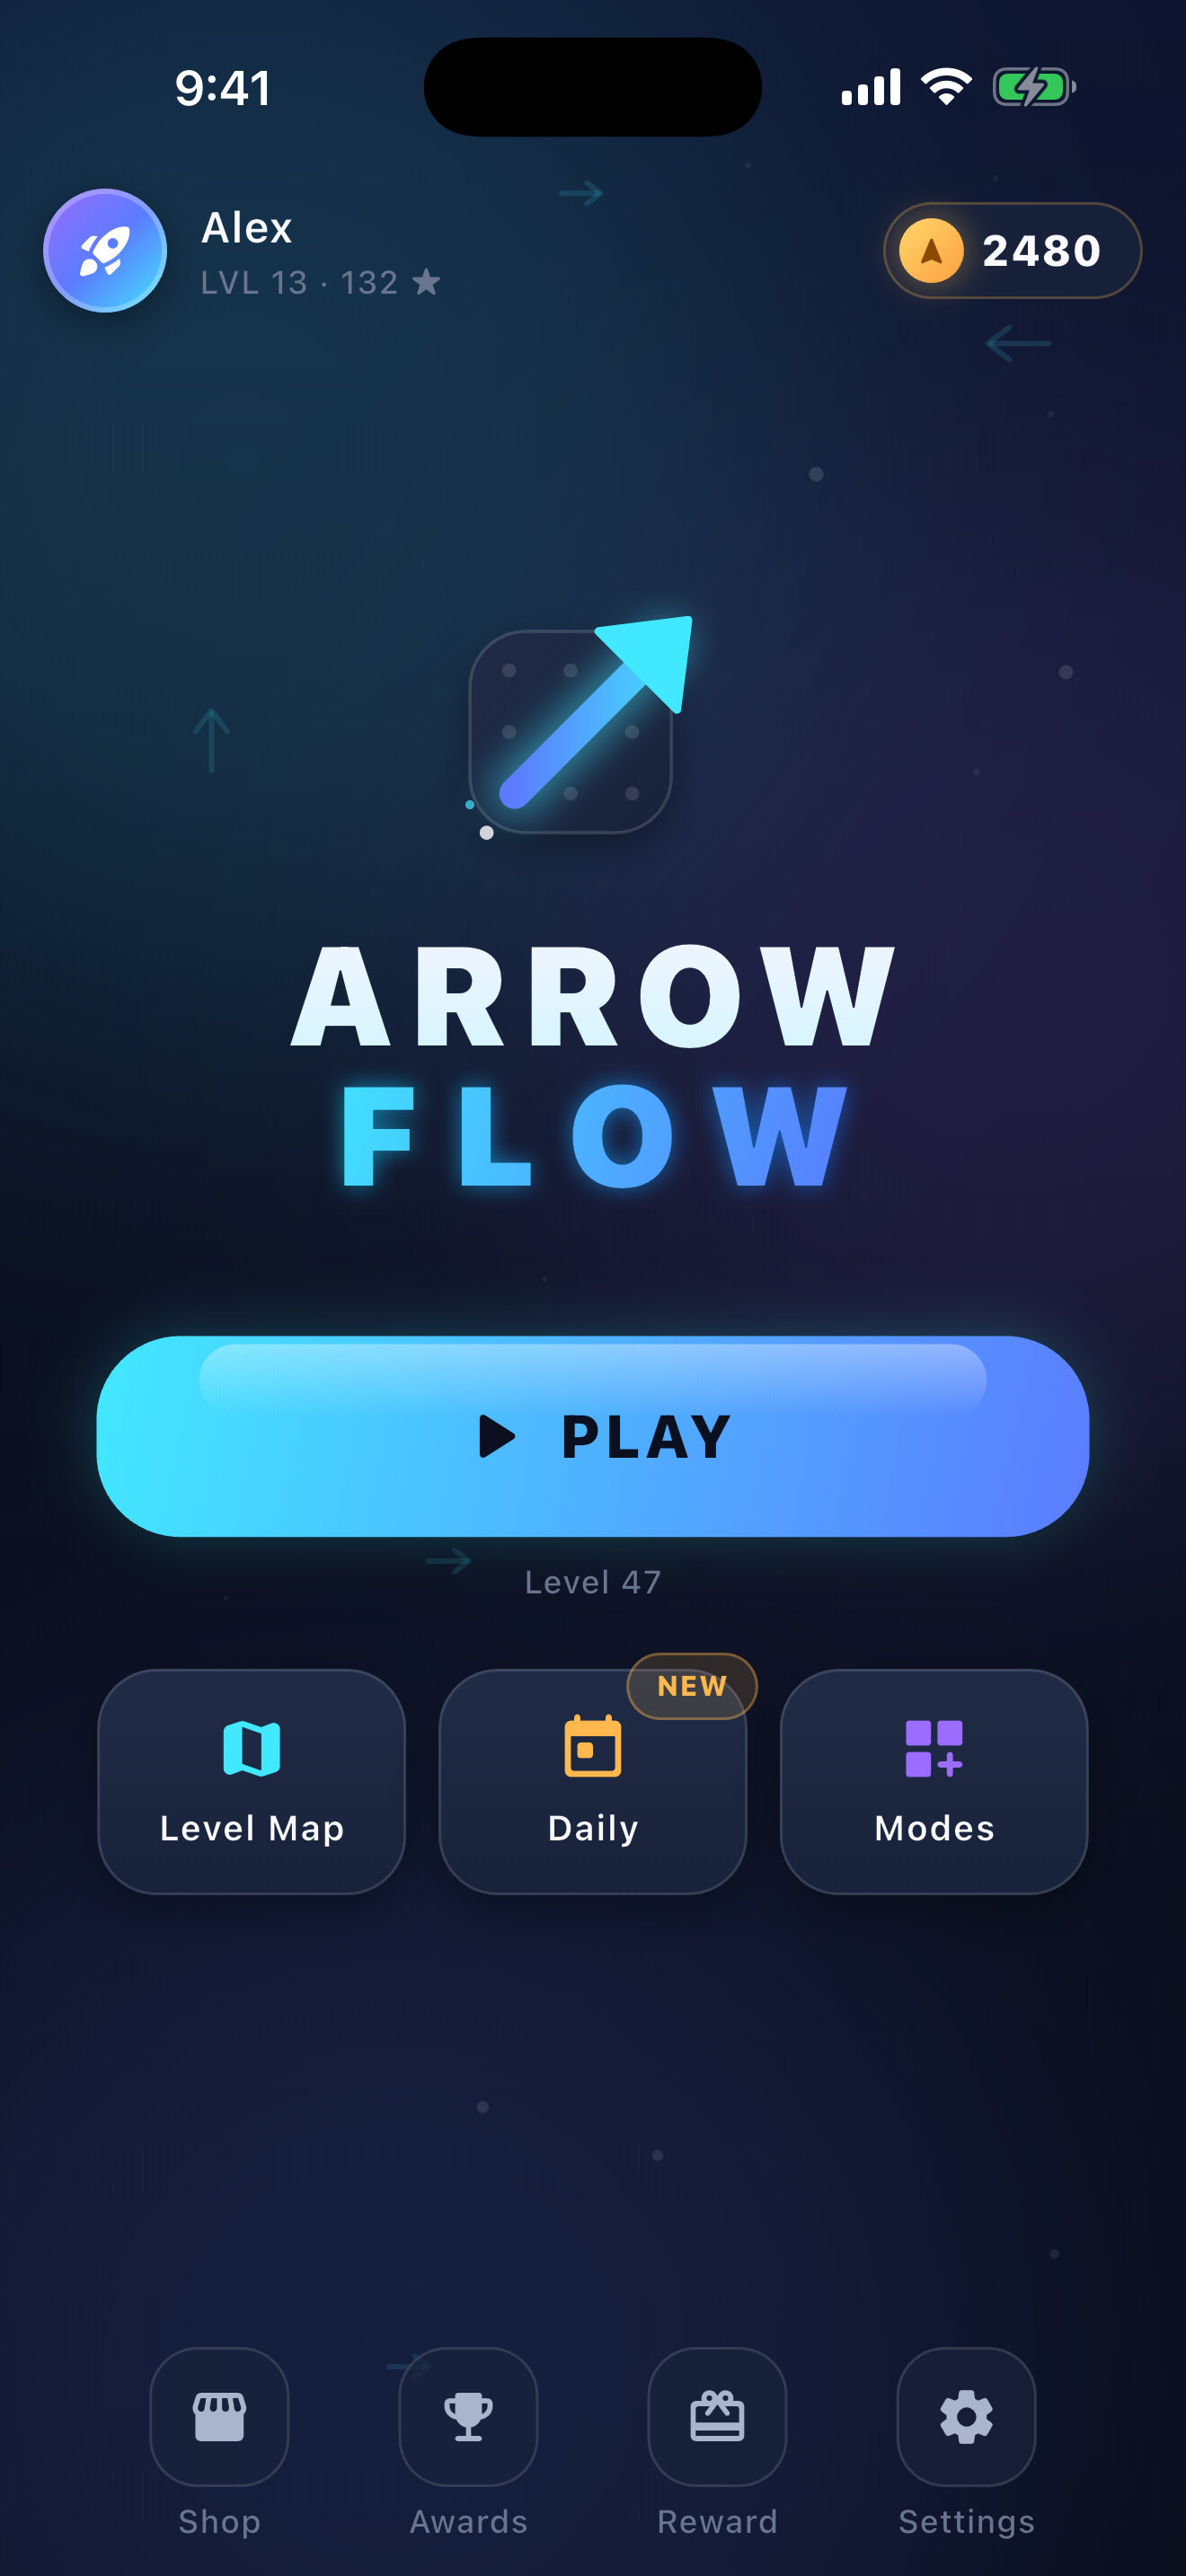 9:41
Alex
LVL 13 · 132 ★
2480
ARROW
FLOW
PLAY
Level 47
NEW
Level Map
Daily
Modes
Shop
Awards
Reward
Settings